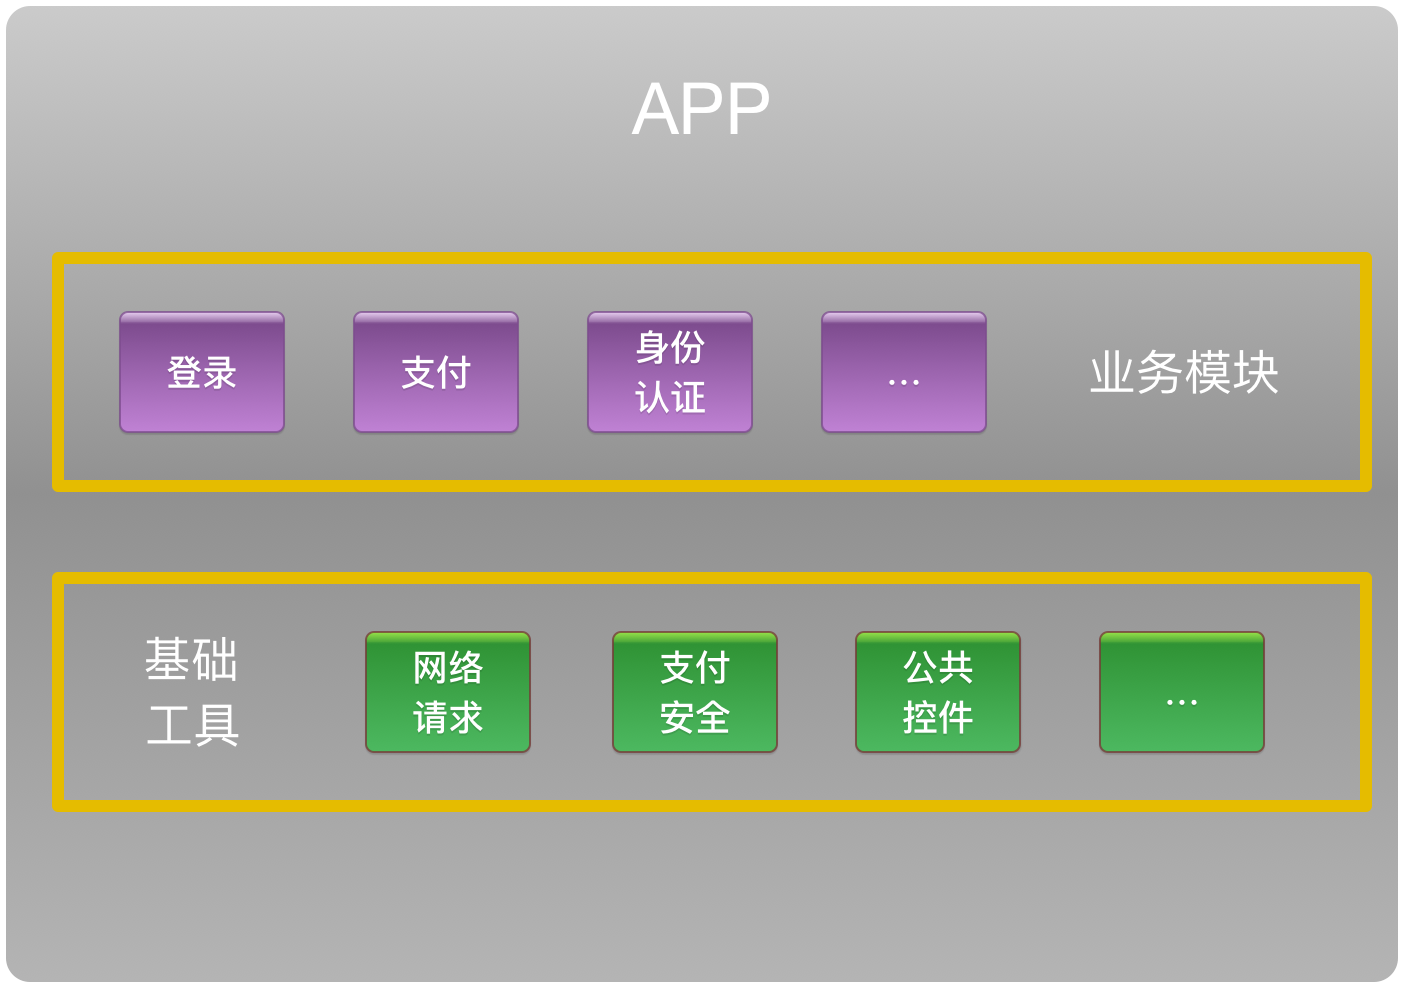 APP
登录
支付
身份
认证
...
业务模块
基础
工具
网络
请求
支付
安全
公共
控件
...